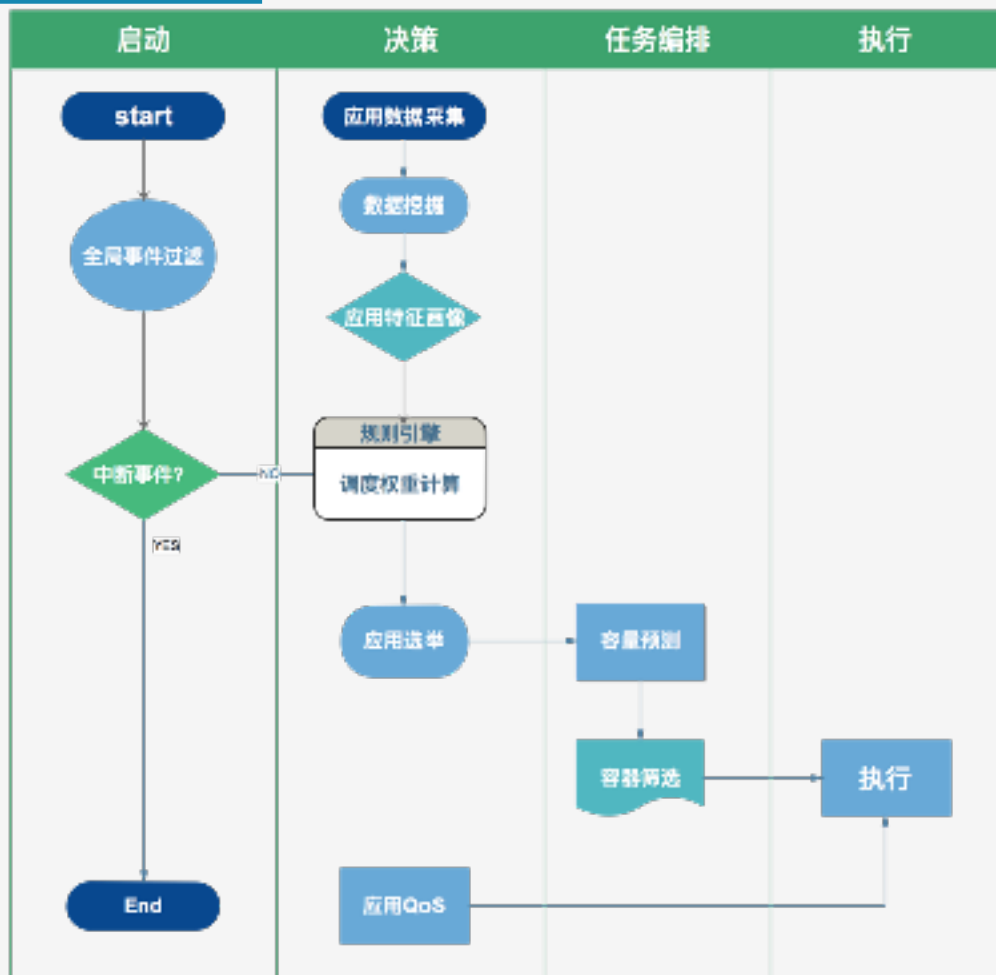 启动
决策
任务编排
执行
start
全局事件过滤
中断事件?
NO
YES
End
应用数据采集
数据挖掘
应用特征画像
规则引擎
调度权重计算
应用选举
容量预测
容器筛选
执行
应用QoS